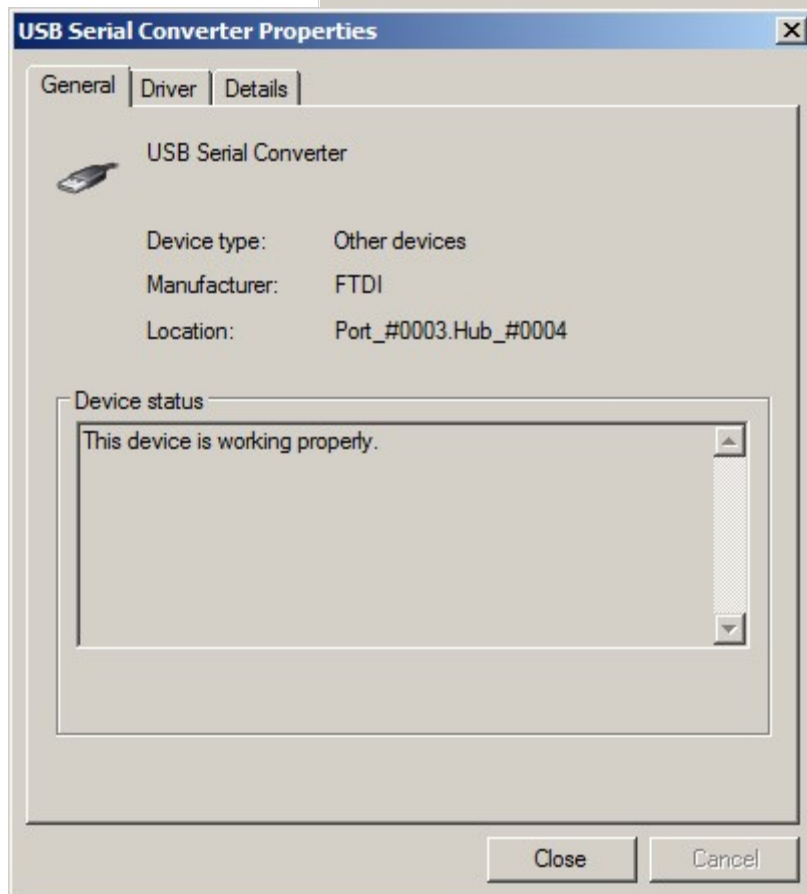 USB Serial Converter Properties
General Driver Details
USB Serial Converter
Device type: Other devices
Manufacturer: FTDI
Location: Port_#0003.Hub_#0004
Device status
This device is working properly.
Close Cancel